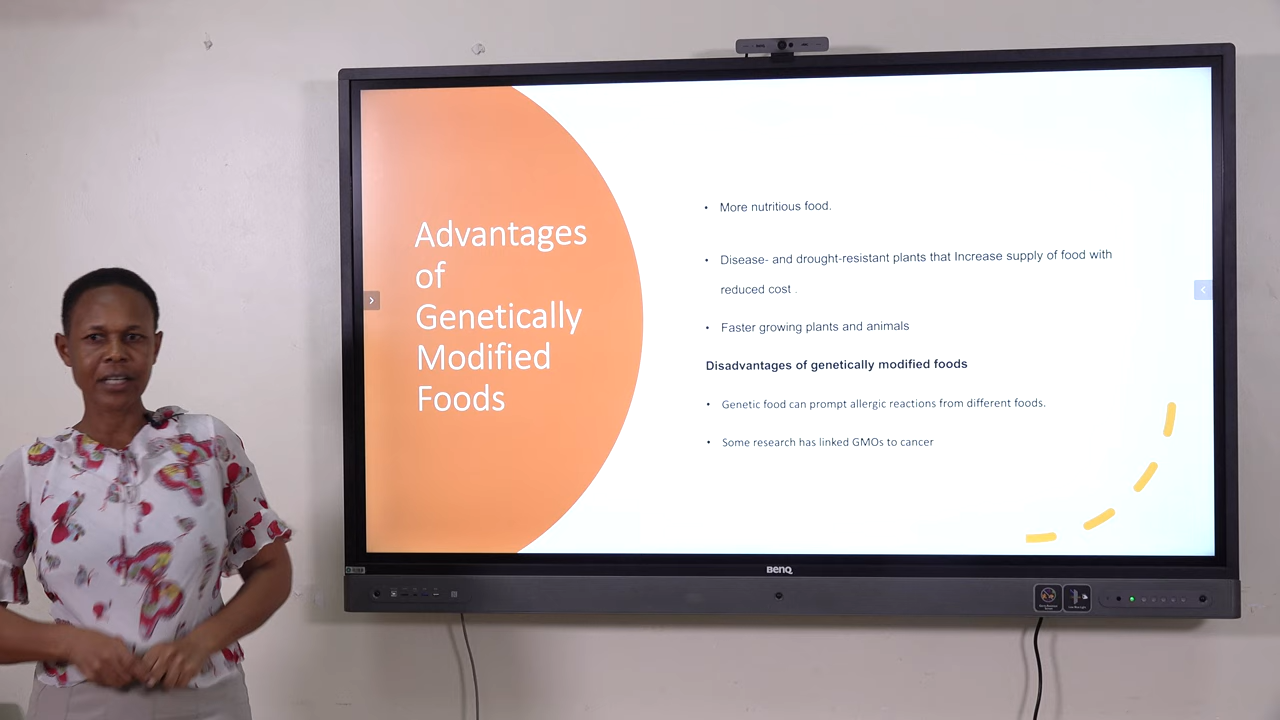 Advantages
of
Genetically
Modified
Foods
• More nutritious food.
• Disease- and drought-resistant plants that Increase supply of food with
reduced cost .
• Faster growing plants and animals
Disadvantages of genetically modified foods
• Genetic food can prompt allergic reactions from different foods.
• Some research has linked GMOs to cancer
BenQ